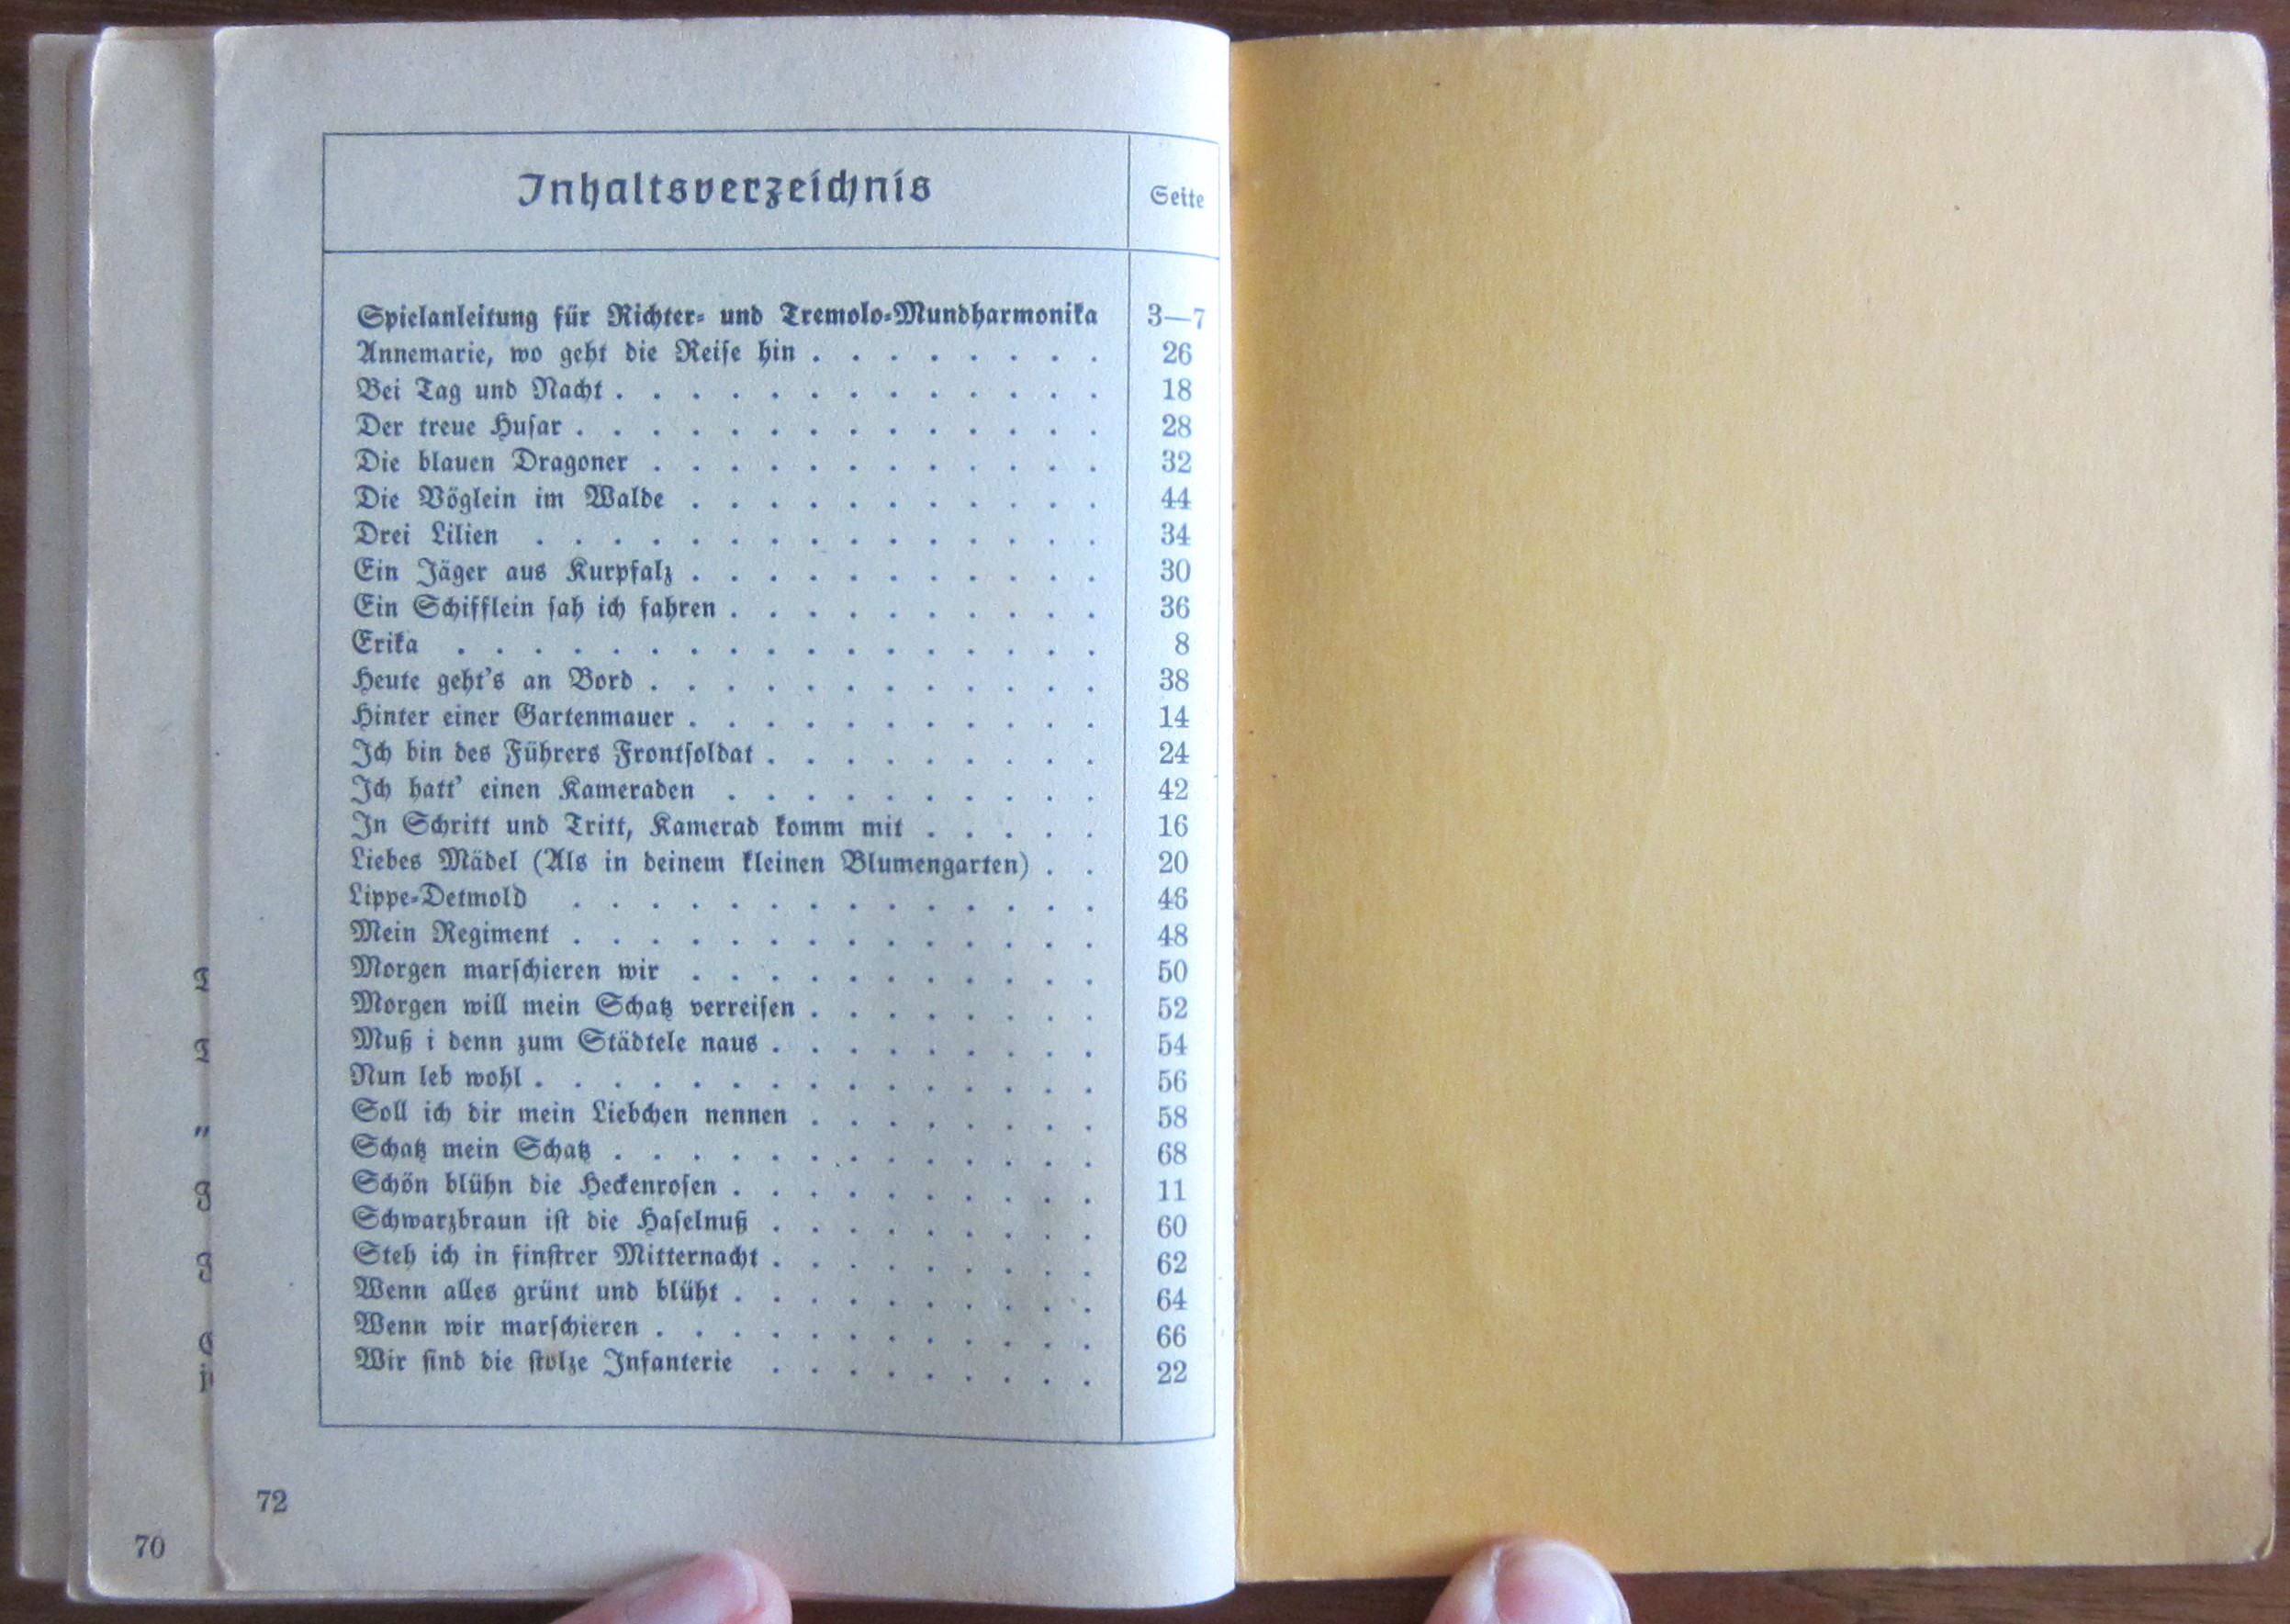 Inhaltsverzeichnis Seite
Spielanleitung für Richter- und Tremolo-Mundharmonika 3—7
Annemarie, wo geht die Reise hin . . . . . . . . 26
Bei Tag und Nacht . . . . . . . . . . . . . 18
Der treue Husar . . . . . . . . . . . . . . 28
Die blauen Dragoner . . . . . . . . . . . . 32
Die Vöglein im Walde . . . . . . . . . . . 44
Drei Lilien . . . . . . . . . . . . . . . 34
Ein Jäger aus Kurpfalz . . . . . . . . . . . 30
Ein Schifflein sah ich fahren . . . . . . . . . . 36
Erika . . . . . . . . . . . . . . . . . 8
Heute geht's an Bord . . . . . . . . . . . . 38
Hinter einer Gartenmauer . . . . . . . . . . . 14
Ich bin des Führers Frontsoldat . . . . . . . . . 24
Ich hatt' einen Kameraden . . . . . . . . . . 42
In Schritt und Tritt, Kamerad komm mit . . . . . 16
Liebes Mädel (Als in deinem kleinen Blumengarten) . . 20
Lippe-Detmold . . . . . . . . . . . . . . 46
Mein Regiment . . . . . . . . . . . . . . 48
Morgen marschieren wir . . . . . . . . . . . 50
Morgen will mein Schatz verreisen . . . . . . . . 52
Muß i denn zum Städtele naus . . . . . . . . . 54
Nun leb wohl . . . . . . . . . . . . . . . 56
Soll ich dir mein Liebchen nennen . . . . . . . . 58
Schatz mein Schatz . . . . . . . . . . . . . 68
Schön blühn die Heckenrosen . . . . . . . . . . 11
Schwarzbraun ist die Haselnuß . . . . . . . . . 60
Steh ich in finstrer Mitternacht . . . . . . . . . 62
Wenn alles grünt und blüht . . . . . . . . . . 64
Wenn wir marschieren . . . . . . . . . . . . 66
Wir sind die stolze Infanterie . . . . . . . . . 22
72
70